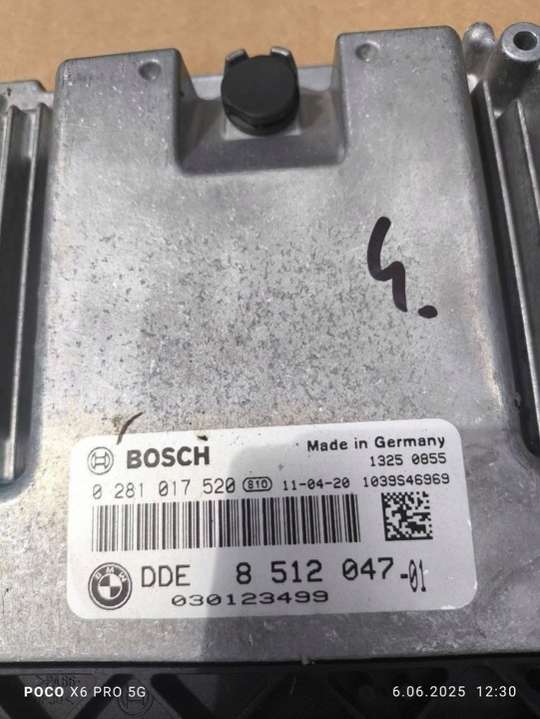 4.
BOSCH
Made in Germany
1325 0855
0 281 017 520 810 11-04-20 1039S46969
BMW
DDE 8 512 047-01
030123499
POCO X6 PRO 5G
6.06.2025 12:30